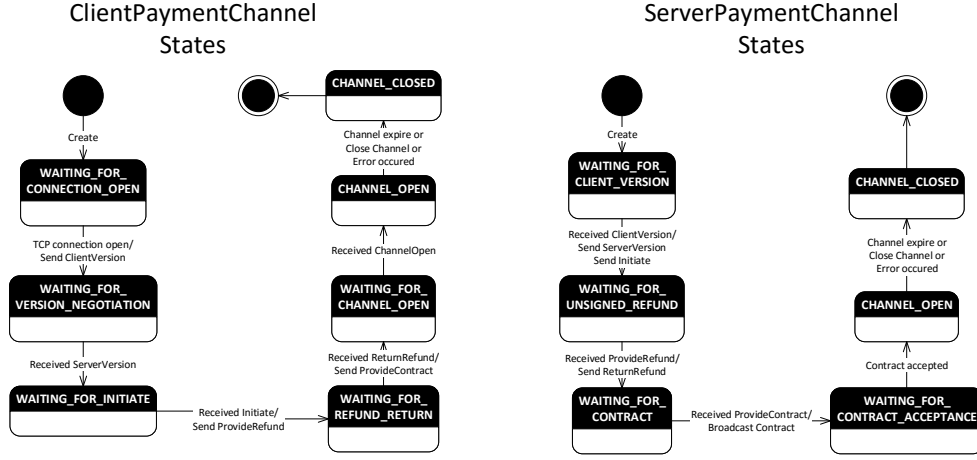 ClientPaymentChannel
States
Create
WAITING_FOR_
CONNECTION_OPEN
TCP connection open/
Send ClientVersion
WAITING_FOR_
VERSION_NEGOTIATION
Received ServerVersion
WAITING_FOR_INITIATE
Received Initiate/
Send ProvideRefund
WAITING_FOR_
REFUND_RETURN
Received ReturnRefund/
Send ProvideContract
WAITING_FOR_
CHANNEL_OPEN
Received ChannelOpen
CHANNEL_OPEN
Channel expire or
Close Channel or
Error occured
CHANNEL_CLOSED
ServerPaymentChannel
States
Create
WAITING_FOR_
CLIENT_VERSION
Received ClientVersion/
Send ServerVersion
Send Initiate
WAITING_FOR_
UNSIGNED_REFUND
Received ProvideRefund/
Send ReturnRefund
WAITING_FOR_
CONTRACT
Received ProvideContract/
Broadcast Contract
WAITING_FOR_
CONTRACT_ACCEPTANCE
Contract accepted
CHANNEL_OPEN
Channel expire or
Close Channel or
Error occured
CHANNEL_CLOSED